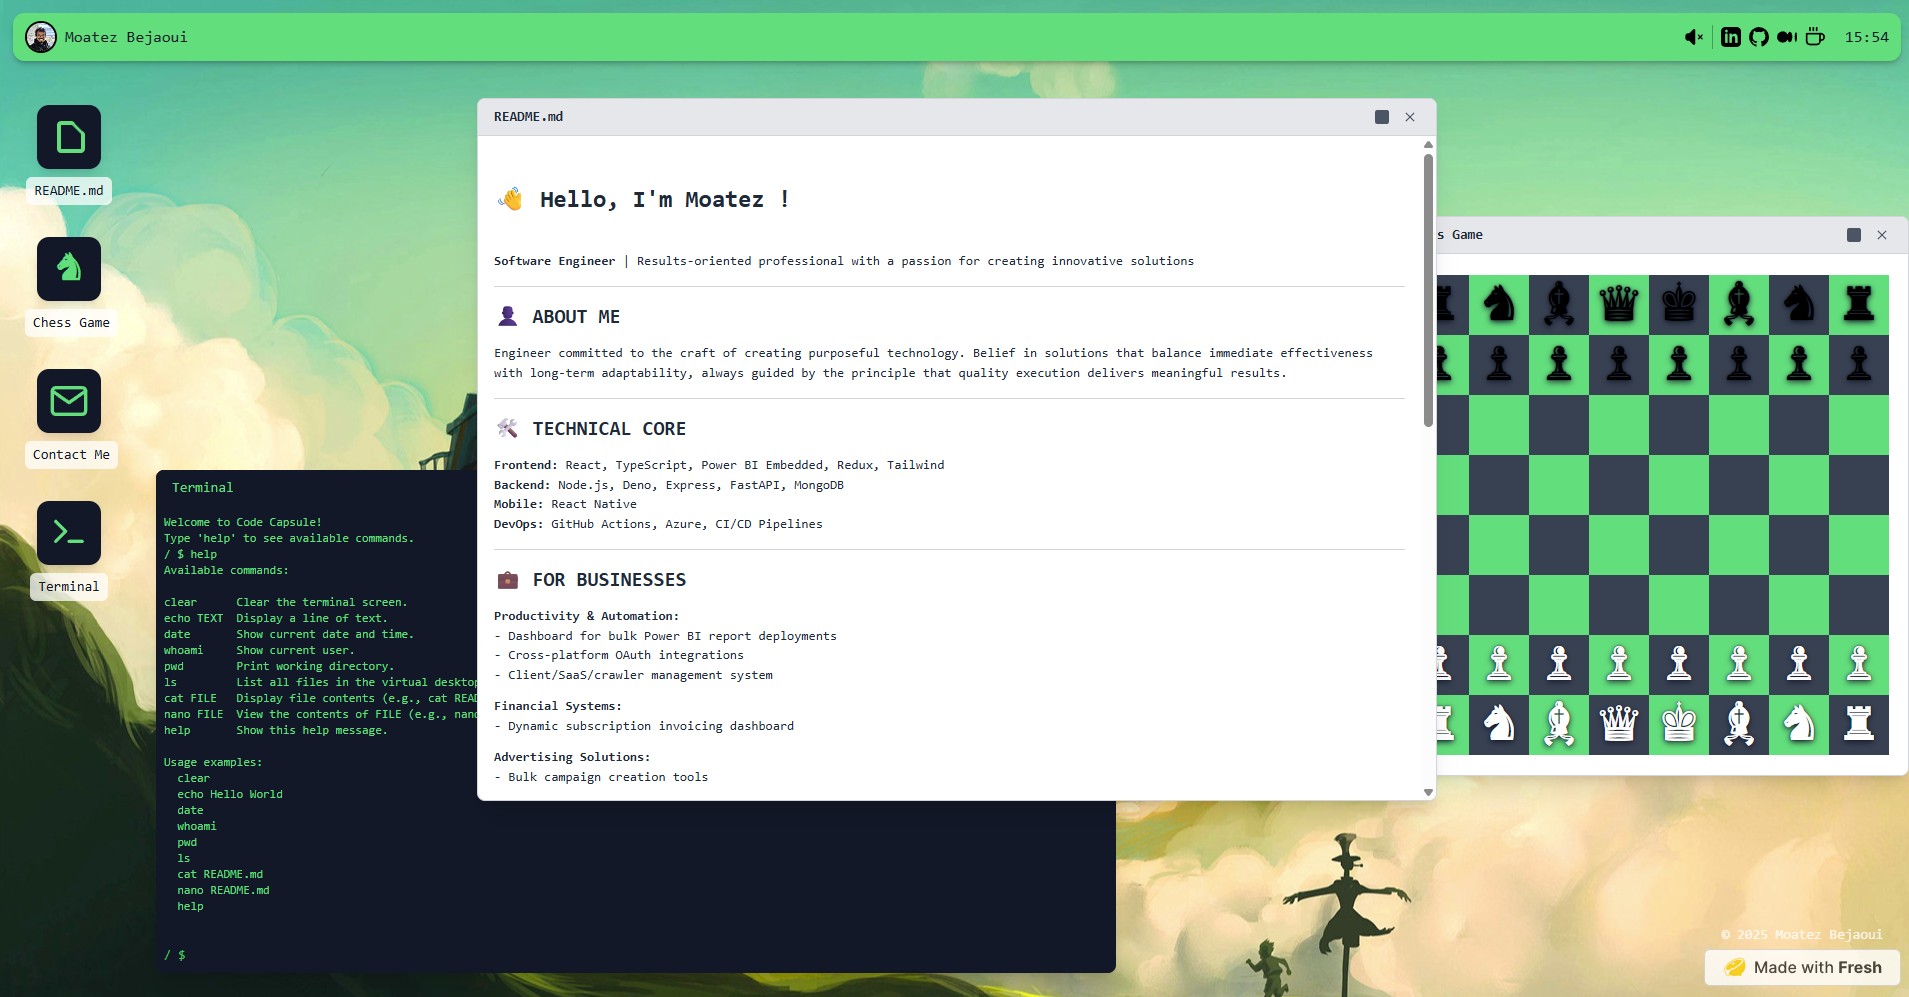 Moatez Bejaoui
15:54
README.md
Chess Game
Contact Me
Terminal
README.md
👋 Hello, I'm Moatez !
Software Engineer | Results-oriented professional with a passion for creating innovative solutions
👤 ABOUT ME
Engineer committed to the craft of creating purposeful technology. Belief in solutions that balance immediate effectiveness
with long-term adaptability, always guided by the principle that quality execution delivers meaningful results.
🛠️ TECHNICAL CORE
Frontend: React, TypeScript, Power BI Embedded, Redux, Tailwind
Backend: Node.js, Deno, Express, FastAPI, MongoDB
Mobile: React Native
DevOps: GitHub Actions, Azure, CI/CD Pipelines
💼 FOR BUSINESSES
Productivity & Automation:
- Dashboard for bulk Power BI report deployments
- Cross-platform OAuth integrations
- Client/SaaS/crawler management system
Financial Systems:
- Dynamic subscription invoicing dashboard
Advertising Solutions:
- Bulk campaign creation tools
s Game
Terminal
Welcome to Code Capsule!
Type 'help' to see available commands.
/ $ help
Available commands:
clear Clear the terminal screen.
echo TEXT Display a line of text.
date Show current date and time.
whoami Show current user.
pwd Print working directory.
ls List all files in the virtual desktop
cat FILE Display file contents (e.g., cat READ
nano FILE View the contents of FILE (e.g., nano
help Show this help message.
Usage examples:
clear
echo Hello World
date
whoami
pwd
ls
cat README.md
nano README.md
help
/ $
© 2025 Moatez Bejaoui
Made with Fresh